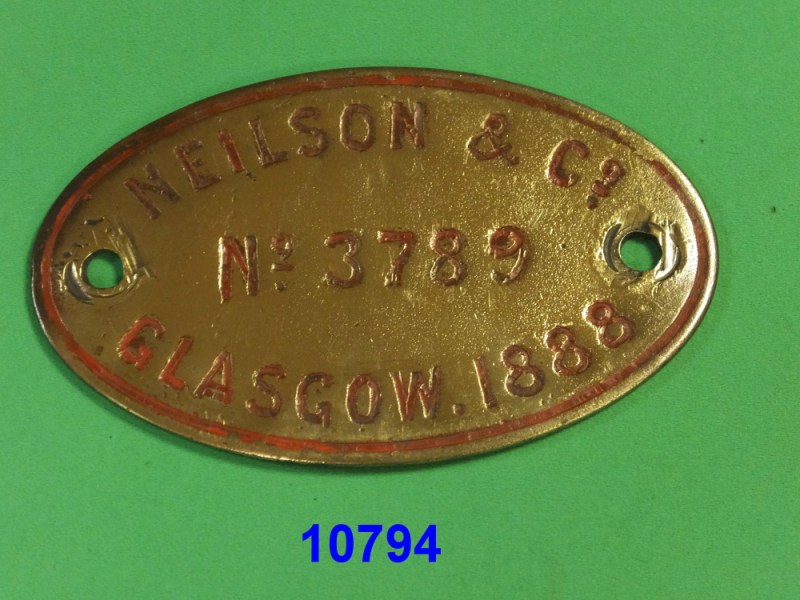 NEILSON & Cº.
Nº. 3789
GLASGOW. 1888
10794